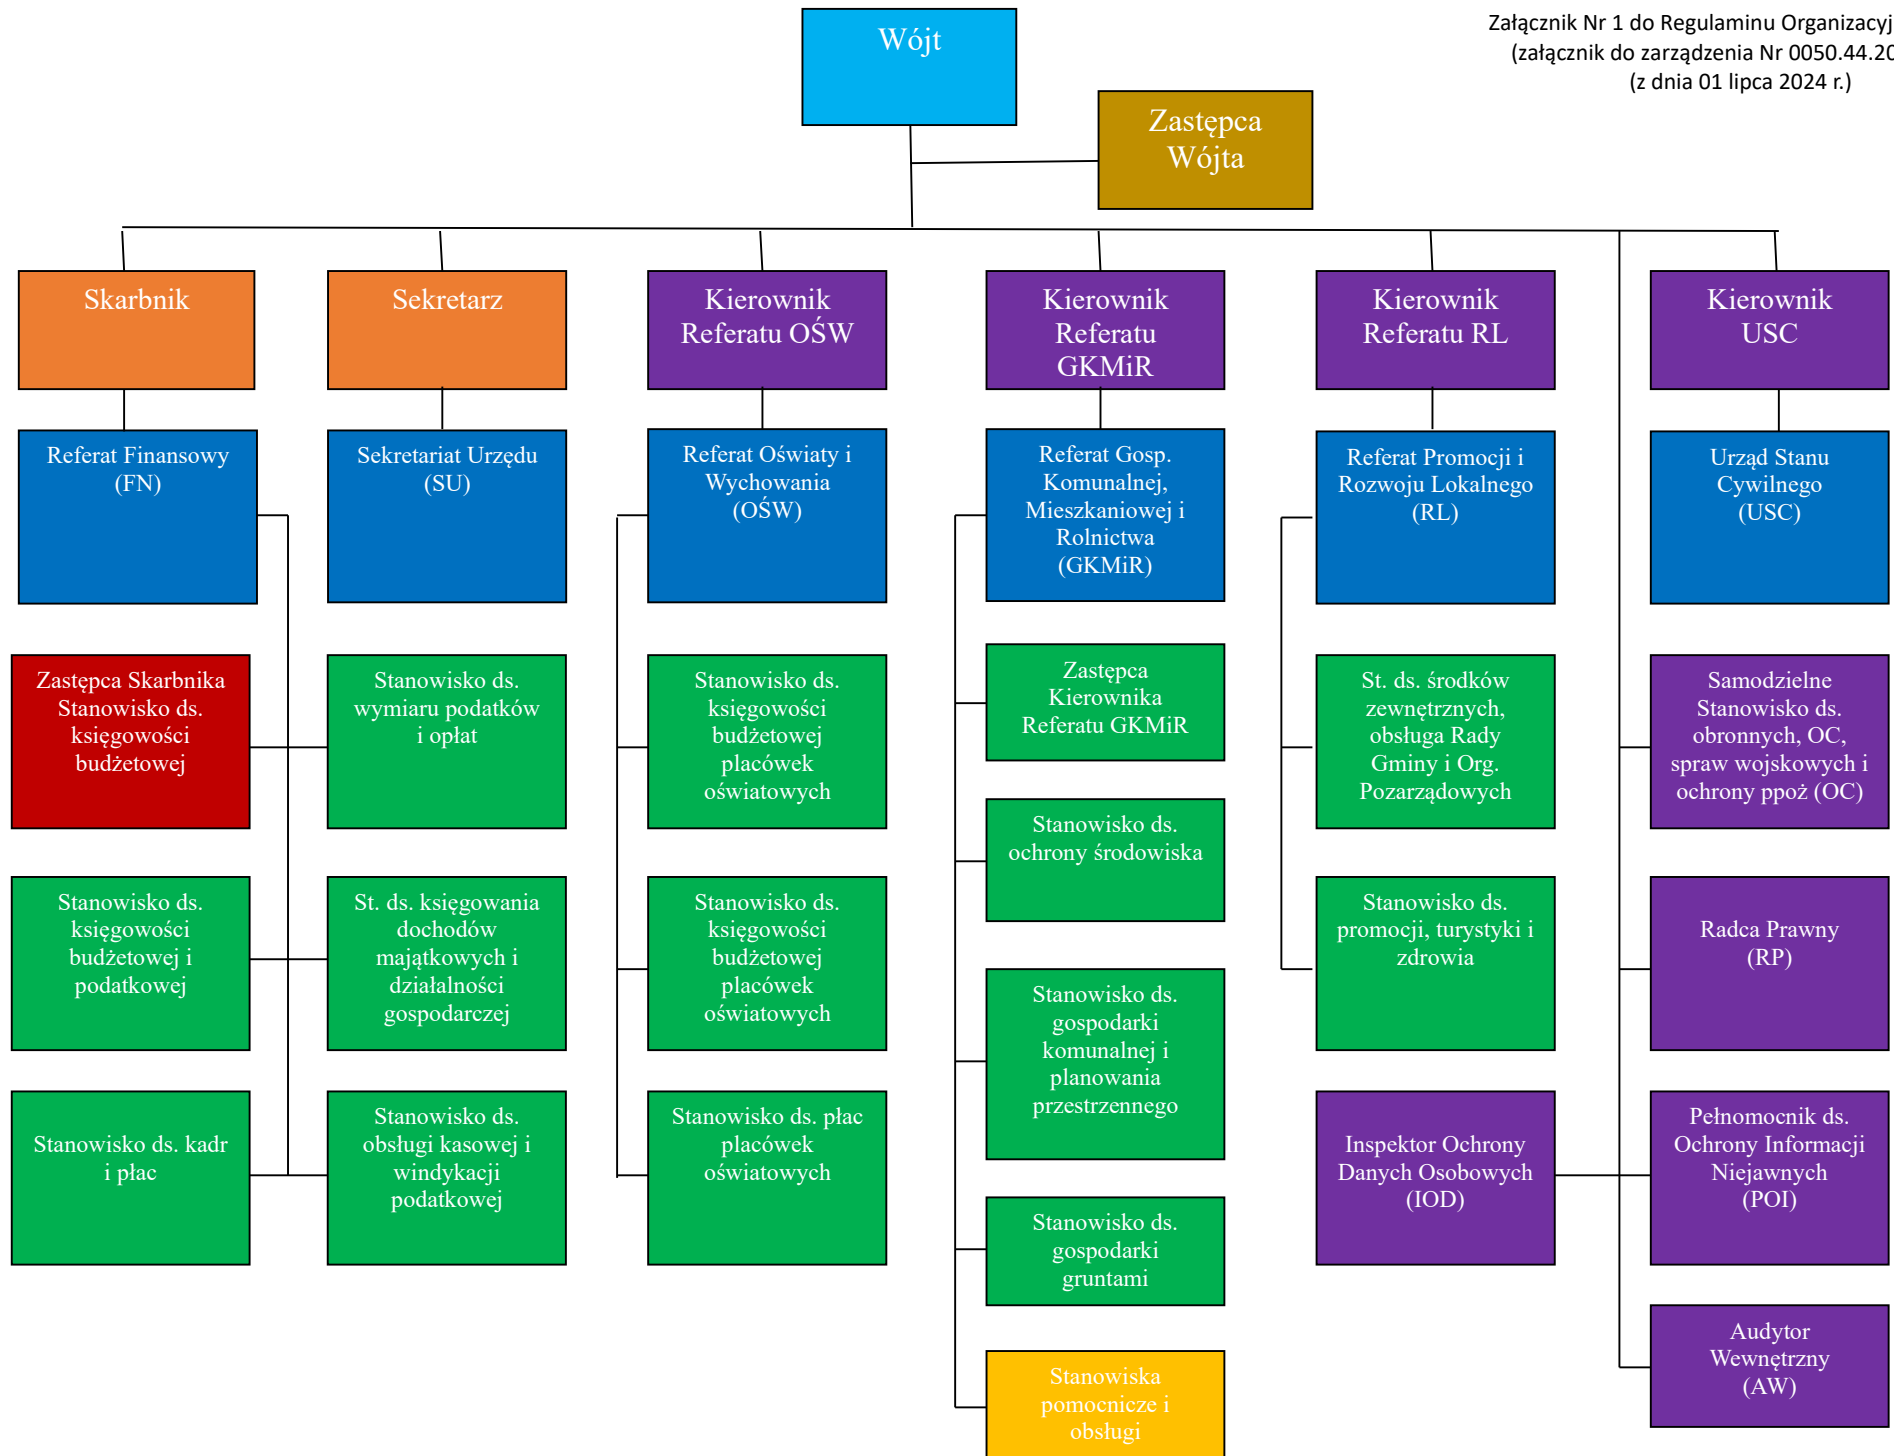 Załącznik Nr 1 do Regulaminu Organizacyj
(załącznik do zarządzenia Nr 0050.44.20
(z dnia 01 lipca 2024 r.)
Wójt
Zastępca
Wójta
Skarbnik
Sekretarz
Kierownik
Referatu OŚW
Kierownik
Referatu
GKMiR
Kierownik
Referatu RL
Kierownik
USC
Referat Finansowy
(FN)
Sekretariat Urzędu
(SU)
Referat Oświaty i
Wychowania
(OŚW)
Referat Gosp.
Komunalnej,
Mieszkaniowej i
Rolnictwa
(GKMiR)
Referat Promocji i
Rozwoju Lokalnego
(RL)
Urząd Stanu
Cywilnego
(USC)
Zastępca Skarbnika
Stanowisko ds.
księgowości
budżetowej
Stanowisko ds.
wymiaru podatków
i opłat
Stanowisko ds.
księgowości
budżetowej
placówek
oświatowych
Zastępca
Kierownika
Referatu GKMiR
St. ds. środków
zewnętrznych,
obsługa Rady
Gminy i Org.
Pozarządowych
Samodzielne
Stanowisko ds.
obronnych, OC,
spraw wojskowych i
ochrony ppoż (OC)
Stanowisko ds.
ochrony środowiska
Stanowisko ds.
księgowości
budżetowej i
podatkowej
St. ds. księgowania
dochodów
majątkowych i
działalności
gospodarczej
Stanowisko ds.
księgowości
budżetowej
placówek
oświatowych
Stanowisko ds.
gospodarki
komunalnej i
planowania
przestrzennego
Stanowisko ds.
promocji, turystyki i
zdrowia
Radca Prawny
(RP)
Stanowisko ds. kadr
i płac
Stanowisko ds.
obsługi kasowej i
windykacji
podatkowej
Stanowisko ds. płac
placówek
oświatowych
Stanowisko ds.
gospodarki
gruntami
Inspektor Ochrony
Danych Osobowych
(IOD)
Pełnomocnik ds.
Ochrony Informacji
Niejawnych
(POI)
Stanowiska
pomocnicze i
obsługi
Audytor
Wewnętrzny
(AW)